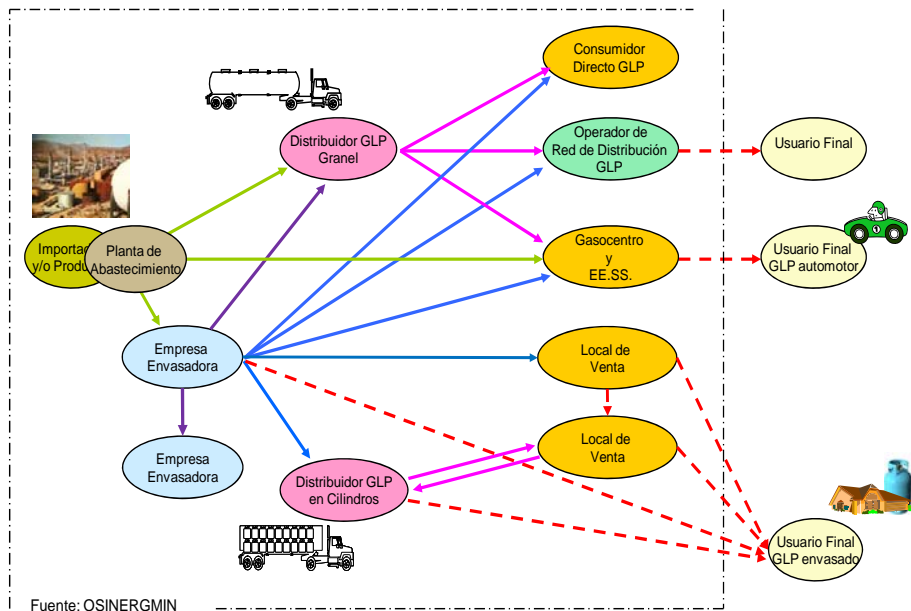 Consumidor
Directo GLP
Distribuidor GLP
Granel
Operador de
Red de Distribución
GLP
Usuario Final
Planta de
Abastecimiento
Gasocentro
y
EE.SS.
Usuario Final
GLP automotor
1
Empresa
Envasadora
Local de
Venta
Empresa
Envasadora
Local de
Venta
Distribuidor GLP
en Cilindros
Usuario Final
GLP envasado
Fuente: OSINERGMIN